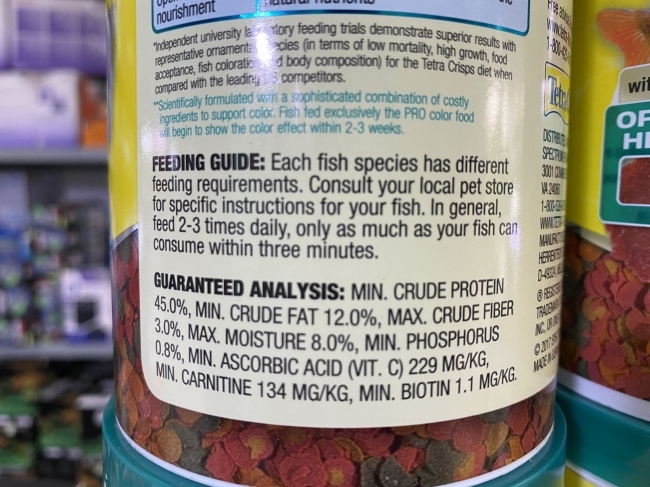 nourishment
*Independent university feeding trials demonstrate superior results with
representative ornamental species (in terms of low mortality, high growth, food
acceptance, fish coloration and body composition) for the Tetra Crisps diet when
compared with the leading competitors.
**Scientifically formulated with a sophisticated combination of costly
ingredients to support color. Fish fed exclusively the PRO color food
will begin to show the color effect within 2-3 weeks.
FEEDING GUIDE: Each fish species has different
feeding requirements. Consult your local pet store
for specific instructions for your fish. In general,
feed 2-3 times daily, only as much as your fish can
consume within three minutes.
GUARANTEED ANALYSIS: MIN. CRUDE PROTEIN
45.0%, MIN. CRUDE FAT 12.0%, MAX. CRUDE FIBER
3.0%, MAX. MOISTURE 8.0%, MIN. PHOSPHORUS
0.8%, MIN. ASCORBIC ACID (VIT. C) 229 MG/KG,
MIN. CARNITINE 134 MG/KG, MIN. BIOTIN 1.1 MG/KG.
Tetra
VA 24060